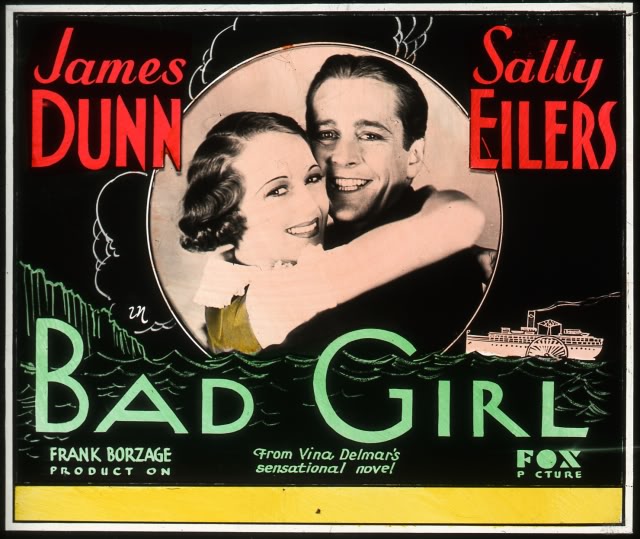 James
DUNN
Sally
EILERS
in
BAD GIRL
FRANK BORZAGE
PRODUCT ON
From Vina Delmar's
sensational novel
FOX
P CTURE